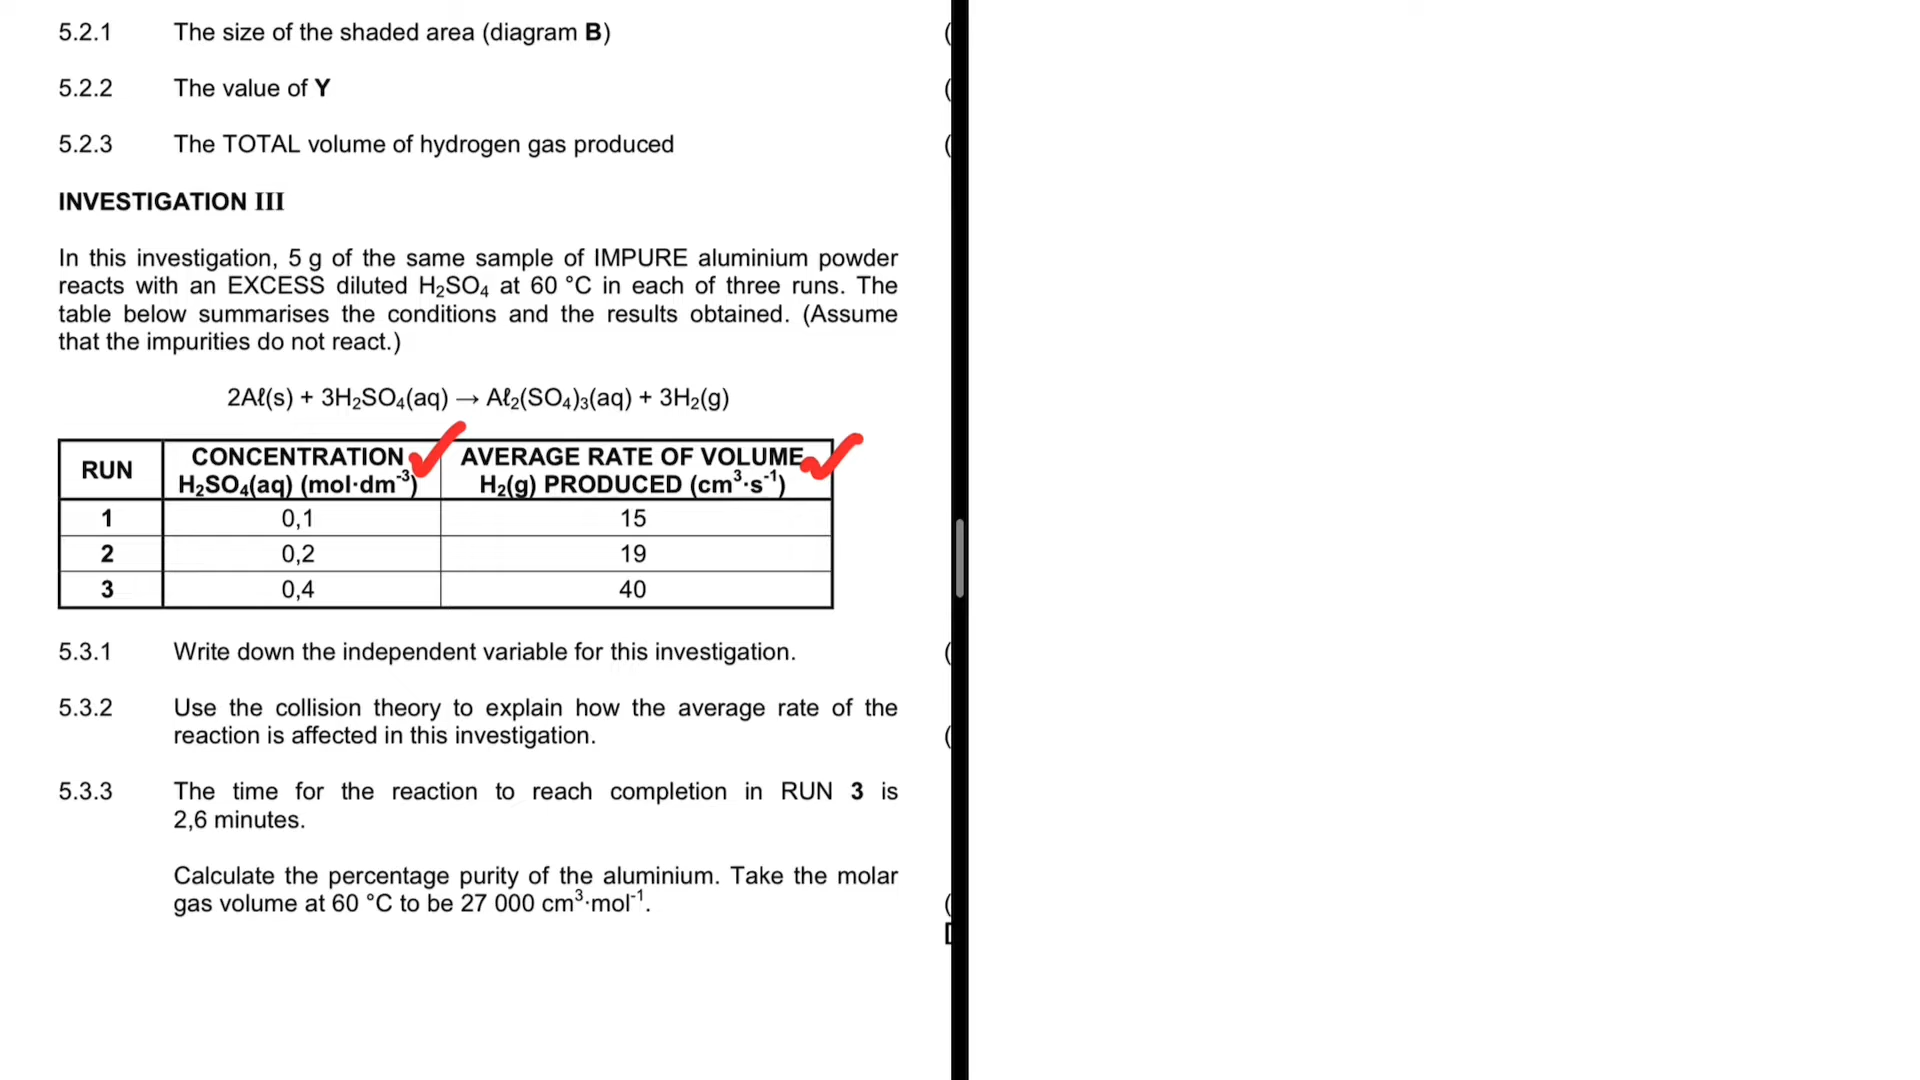 5.2.1 The size of the shaded area (diagram B)
5.2.2 The value of Y
5.2.3 The TOTAL volume of hydrogen gas produced
INVESTIGATION III
In this investigation, 5 g of the same sample of IMPURE aluminium powder
reacts with an EXCESS diluted H₂SO₄ at 60 °C in each of three runs. The
table below summarises the conditions and the results obtained. (Assume
that the impurities do not react.)
2Aℓ(s) + 3H₂SO₄(aq) → Aℓ₂(SO₄)₃(aq) + 3H₂(g)
RUN CONCENTRATION H₂SO₄(aq) (mol·dm⁻³) AVERAGE RATE OF VOLUME H₂(g) PRODUCED (cm³·s⁻¹)
1 0,1 15
2 0,2 19
3 0,4 40
5.3.1 Write down the independent variable for this investigation.
5.3.2 Use the collision theory to explain how the average rate of the
reaction is affected in this investigation.
5.3.3 The time for the reaction to reach completion in RUN 3 is
2,6 minutes.
Calculate the percentage purity of the aluminium. Take the molar
gas volume at 60 °C to be 27 000 cm³·mol⁻¹.